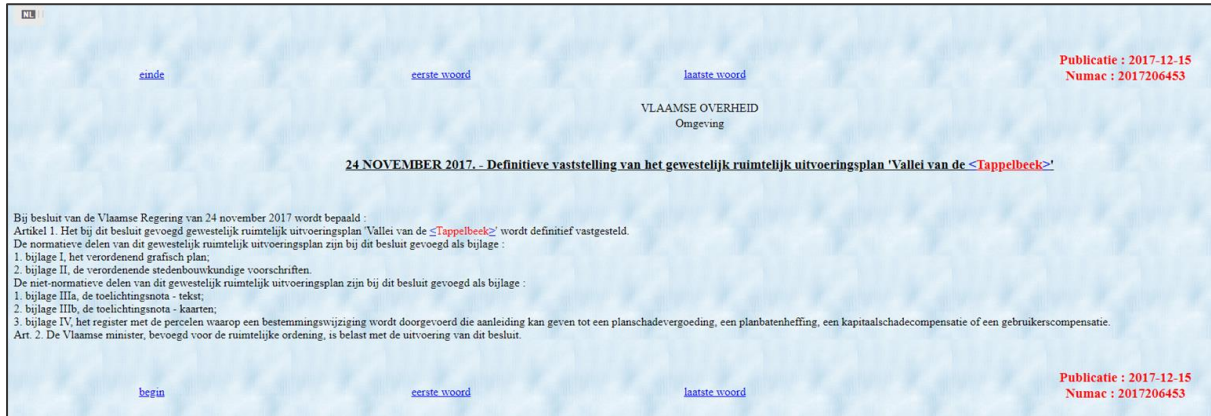 NL
Publicatie : 2017-12-15
einde eerste woord laatste woord Numac : 2017206453
VLAAMSE OVERHEID
Omgeving
24 NOVEMBER 2017. - Definitieve vaststelling van het gewestelijk ruimtelijk uitvoeringsplan 'Vallei van de <Tappelbeek>'
Bij besluit van de Vlaamse Regering van 24 november 2017 wordt bepaald :
Artikel 1. Het bij dit besluit gevoegd gewestelijk ruimtelijk uitvoeringsplan 'Vallei van de <Tappelbeek>' wordt definitief vastgesteld.
De normatieve delen van dit gewestelijk ruimtelijk uitvoeringsplan zijn bij dit besluit gevoegd als bijlage :
1. bijlage I, het verordenend grafisch plan;
2. bijlage II, de verordenende stedenbouwkundige voorschriften.
De niet-normatieve delen van dit gewestelijk ruimtelijk uitvoeringsplan zijn bij dit besluit gevoegd als bijlage :
1. bijlage IIIa, de toelichtingsnota - tekst;
2. bijlage IIIb, de toelichtingsnota - kaarten;
3. bijlage IV, het register met de percelen waarop een bestemmingswijziging wordt doorgevoerd die aanleiding kan geven tot een planschadevergoeding, een planbatenheffing, een kapitaalschadecompensatie of een gebruikerscompensatie.
Art. 2. De Vlaamse minister, bevoegd voor de ruimtelijke ordening, is belast met de uitvoering van dit besluit.
Publicatie : 2017-12-15
begin eerste woord laatste woord Numac : 2017206453